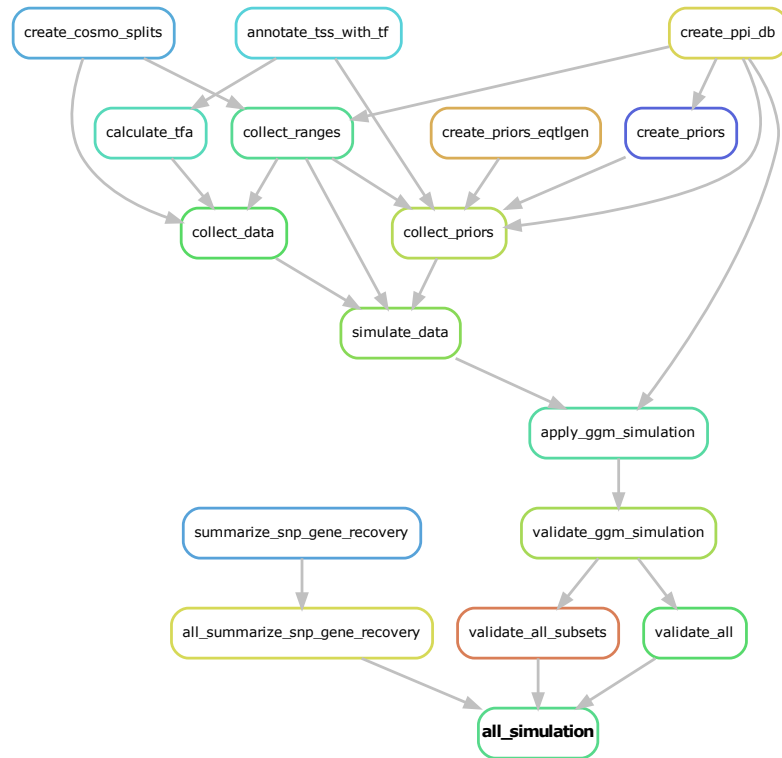 create_cosmo_splits
annotate_tss_with_tf
create_ppi_db
calculate_tfa
collect_ranges
create_priors_eqtlgen
create_priors
collect_data
collect_priors
simulate_data
apply_ggm_simulation
summarize_snp_gene_recovery
validate_ggm_simulation
all_summarize_snp_gene_recovery
validate_all_subsets
validate_all
all_simulation